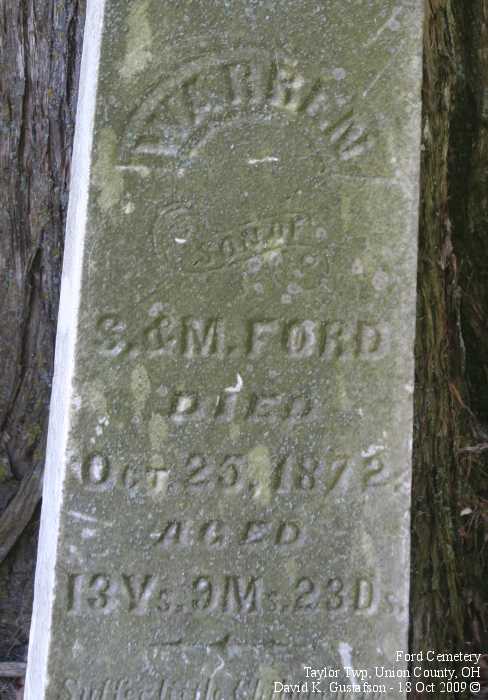 WARREN
SON OF
S. & M. FORD
DIED
OCT. 25, 1872.
AGED
13 Ys. 9 Ms. 23 Ds.
Ford Cemetery
Taylor Twp, Union County, OH
David K. Gustafson - 18 Oct 2009 ©